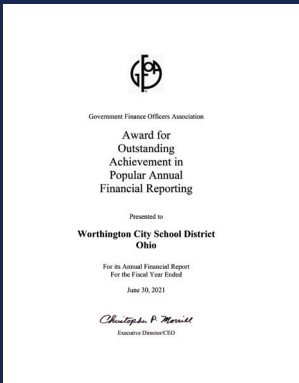 GFOA
Government Finance Officers Association
Award for
Outstanding
Achievement in
Popular Annual
Financial Reporting
Presented to
Worthington City School District
Ohio
For its Annual Financial Report
For the Fiscal Year Ended
June 30, 2021
Christopher P. Morrill
Executive Director/CEO